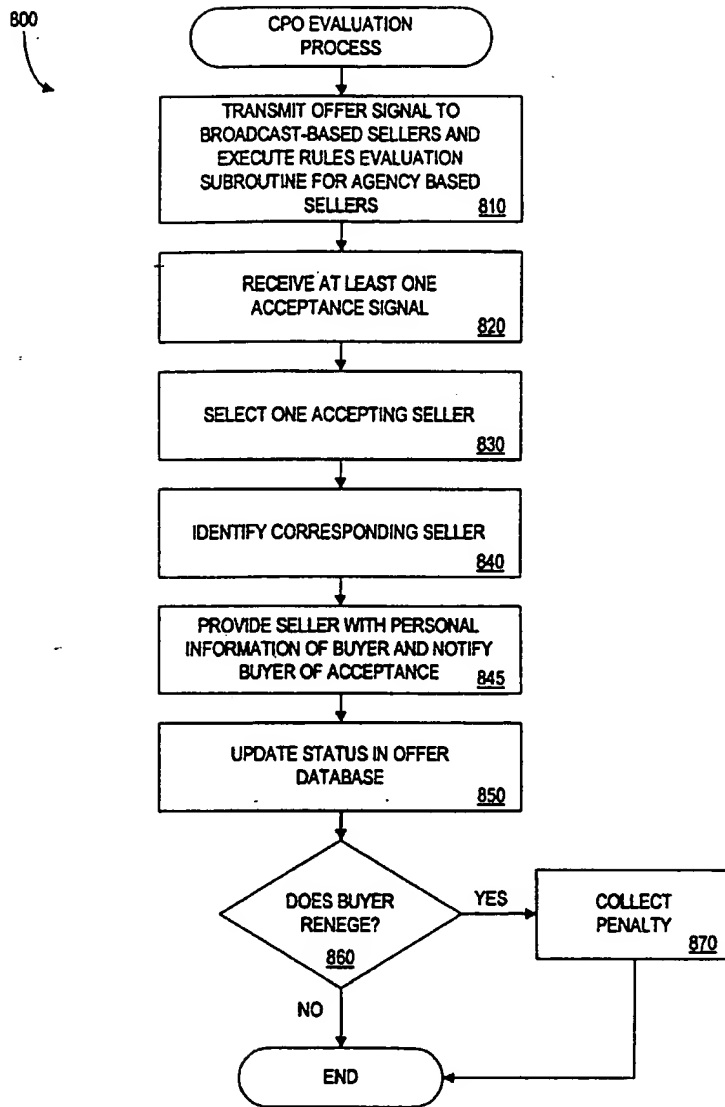 800
CPO EVALUATION
PROCESS
TRANSMIT OFFER SIGNAL TO
BROADCAST-BASED SELLERS AND
EXECUTE RULES EVALUATION
SUBROUTINE FOR AGENCY BASED
SELLERS
810
RECEIVE AT LEAST ONE
ACCEPTANCE SIGNAL
820
SELECT ONE ACCEPTING SELLER
830
IDENTIFY CORRESPONDING SELLER
840
PROVIDE SELLER WITH PERSONAL
INFORMATION OF BUYER AND NOTIFY
BUYER OF ACCEPTANCE
845
UPDATE STATUS IN OFFER
DATABASE
850
DOES BUYER
RENEGE?
860
YES
COLLECT
PENALTY
870
NO
END